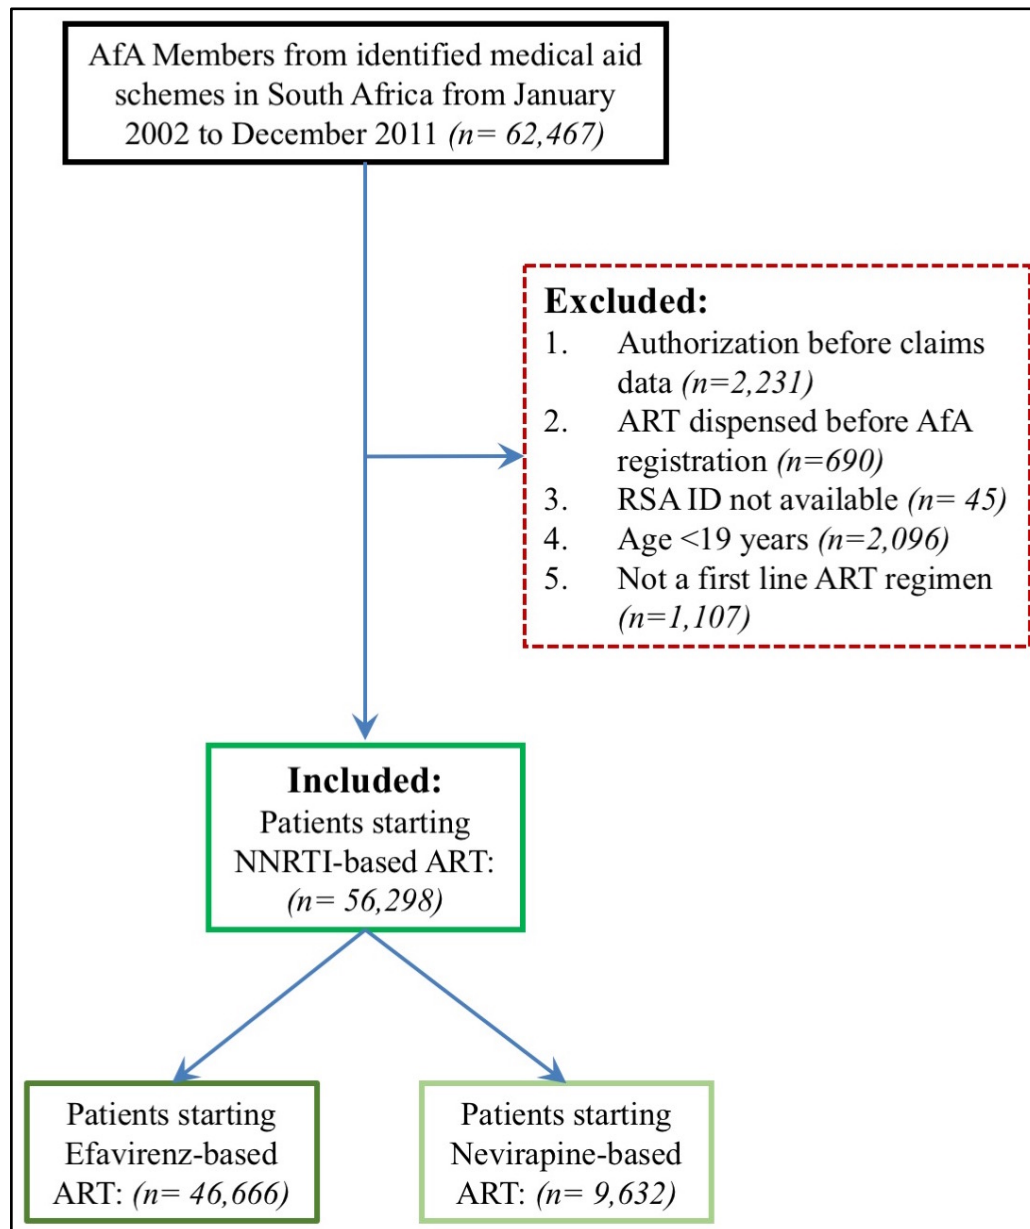 AfA Members from identified medical aid
schemes in South Africa from January
2002 to December 2011 (n= 62,467)
Excluded:
1. Authorization before claims
data (n=2,231)
2. ART dispensed before AfA
registration (n=690)
3. RSA ID not available (n= 45)
4. Age <19 years (n=2,096)
5. Not a first line ART regimen
(n=1,107)
Included:
Patients starting
NNRTI-based ART:
(n= 56,298)
Patients starting
Efavirenz-based
ART: (n= 46,666)
Patients starting
Nevirapine-based
ART: (n= 9,632)